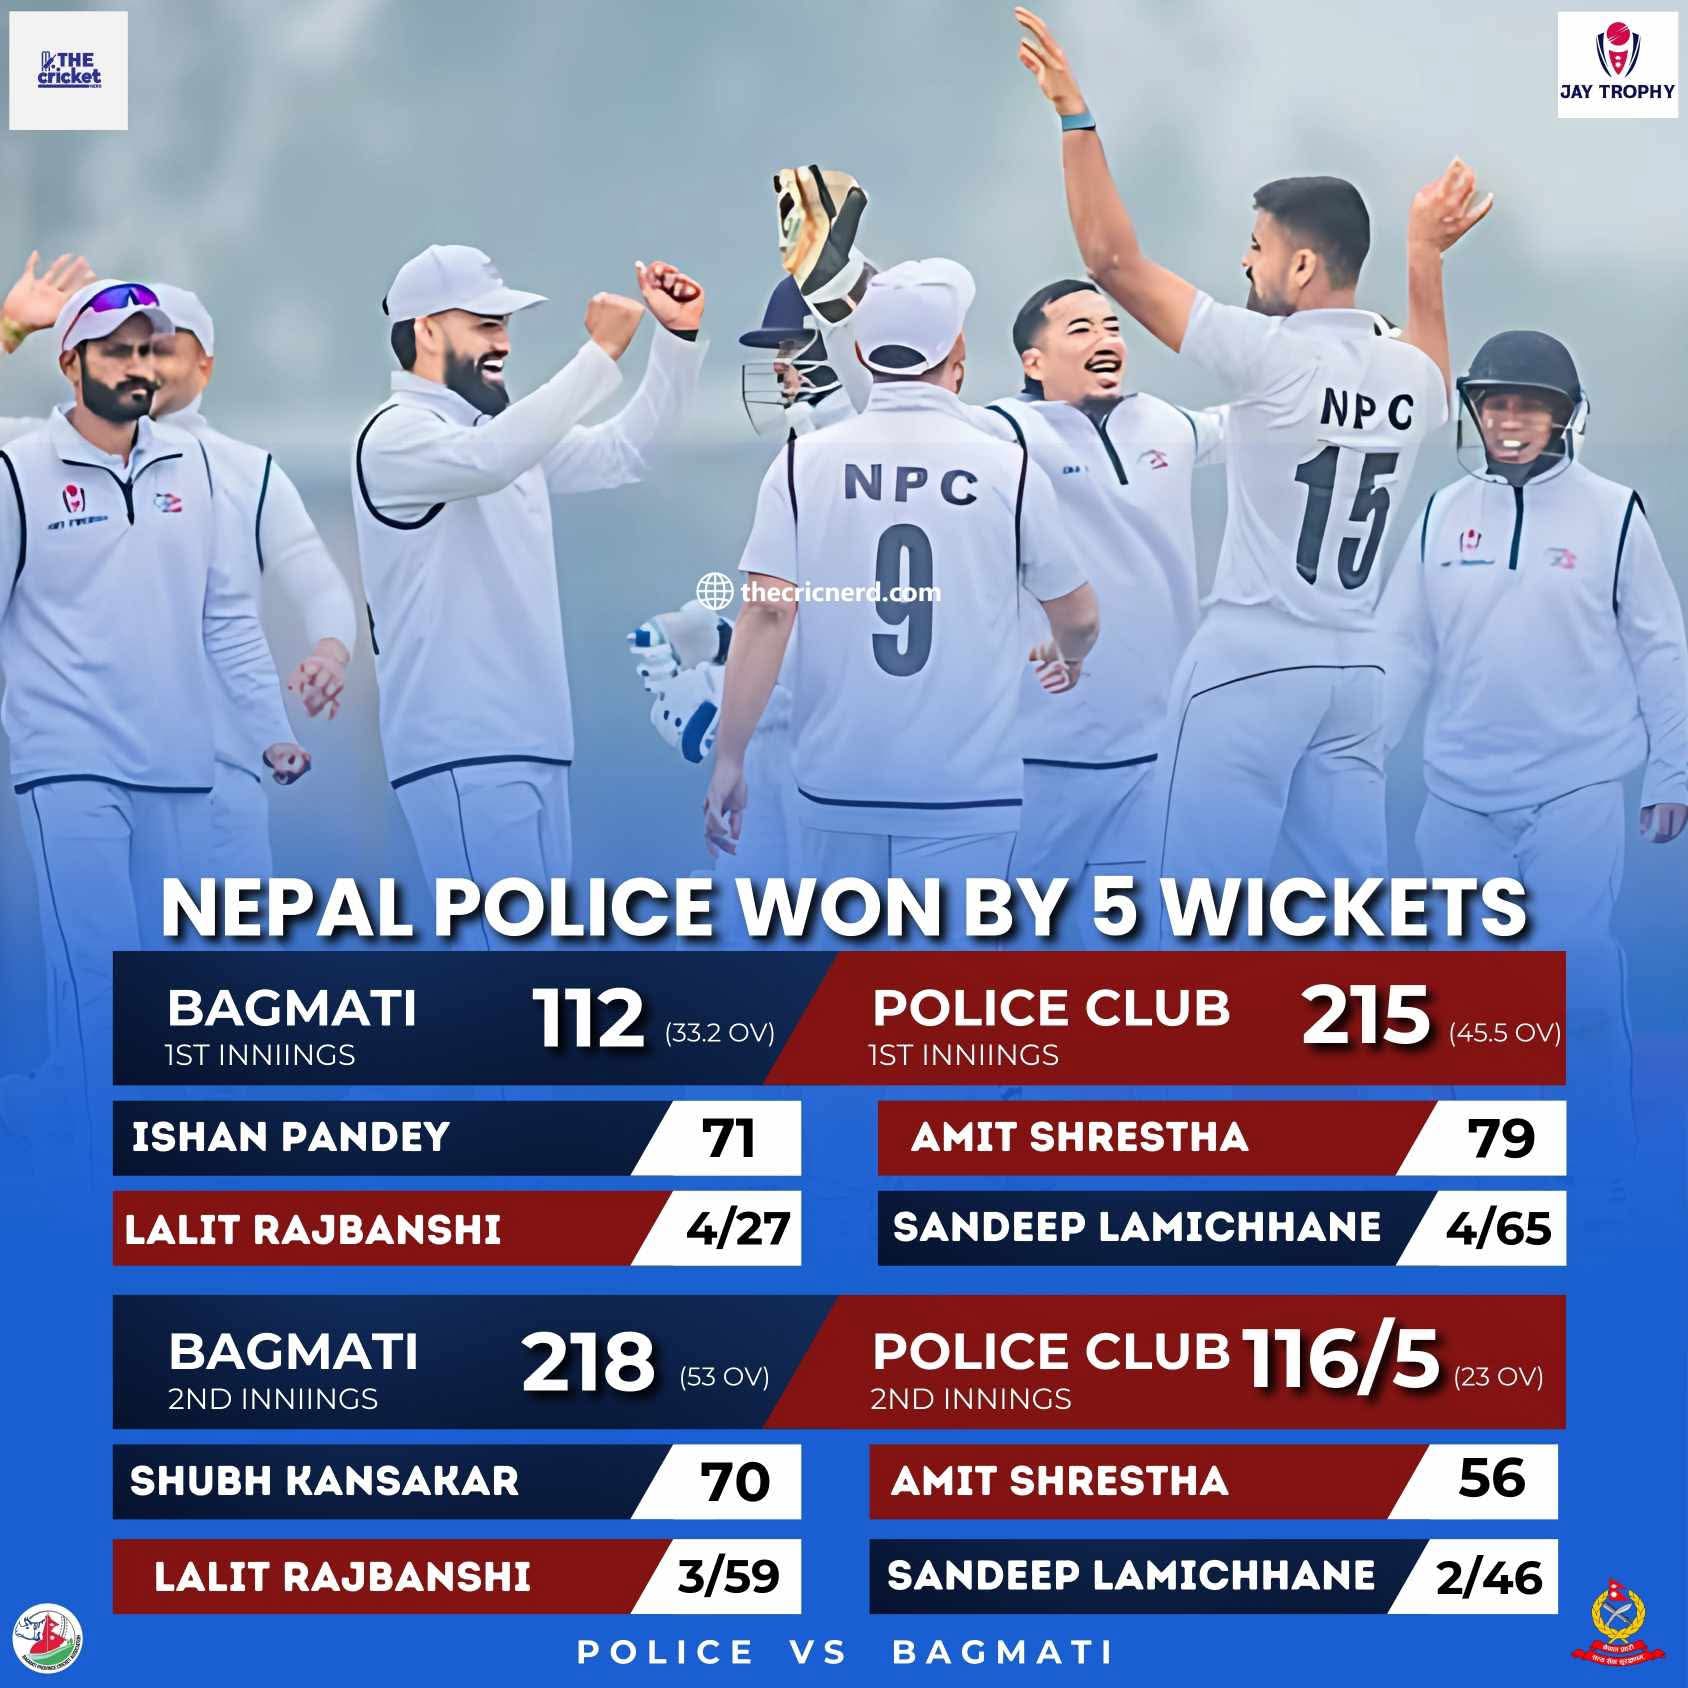 THE
cricket
NERD
JAY TROPHY
NPC
15
NPC
9
thecricnerd.com
NEPAL POLICE WON BY 5 WICKETS
BAGMATI 112 (33.2 OV)
1ST INNIINGS
POLICE CLUB 215 (45.5 OV)
1ST INNIINGS
ISHAN PANDEY 71
AMIT SHRESTHA 79
LALIT RAJBANSHI 4/27
SANDEEP LAMICHHANE 4/65
BAGMATI 218 (53 OV)
2ND INNIINGS
POLICE CLUB 116/5 (23 OV)
2ND INNINGS
SHUBH KANSAKAR 70
AMIT SHRESTHA 56
LALIT RAJBANSHI 3/59
SANDEEP LAMICHHANE 2/46
POLICE VS BAGMATI